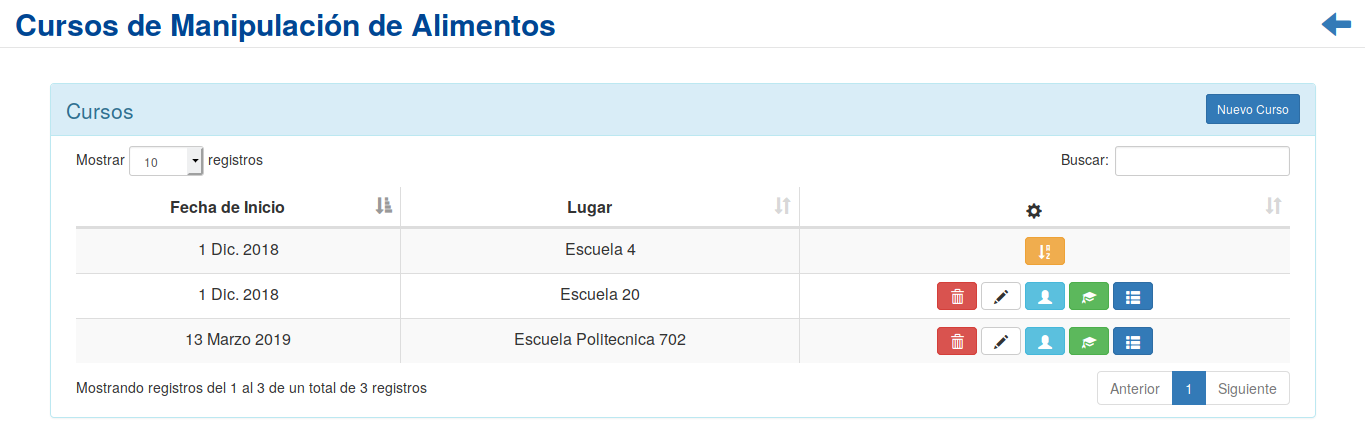 Cursos de Manipulación de Alimentos
Cursos
Nuevo Curso
Mostrar 10 registros
Buscar:
Fecha de Inicio Lugar
1 Dic. 2018 Escuela 4
1 Dic. 2018 Escuela 20
13 Marzo 2019 Escuela Politecnica 702
Mostrando registros del 1 al 3 de un total de 3 registros
Anterior 1 Siguiente